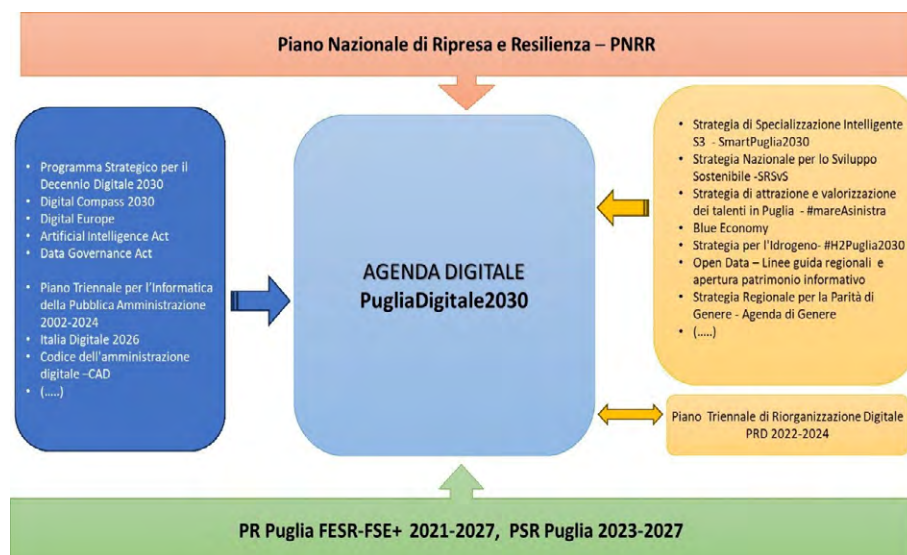 Piano Nazionale di Ripresa e Resilienza – PNRR
• Programma Strategico per il
Decennio Digitale 2030
• Digital Compass 2030
• Digital Europe
• Artificial Intelligence Act
• Data Governance Act
• Piano Triennale per l'Informatica
della Pubblica Amministrazione
2002-2024
• Italia Digitale 2026
• Codice dell'amministrazione
digitale –CAD
• (.....)
AGENDA DIGITALE
PugliaDigitale2030
• Strategia di Specializzazione Intelligente
S3 - SmartPuglia2030
• Strategia Nazionale per lo Sviluppo
Sostenibile -SRSvS
• Strategia di attrazione e valorizzazione
dei talenti in Puglia - #mareAsinistra
• Blue Economy
• Strategia per l'Idrogeno- #H2Puglia2030
• Open Data – Linee guida regionali e
apertura patrimonio informativo
• Strategia Regionale per la Parità di
Genere - Agenda di Genere
• (.....)
Piano Triennale di Riorganizzazione Digitale
PRD 2022-2024
PR Puglia FESR-FSE+ 2021-2027, PSR Puglia 2023-2027